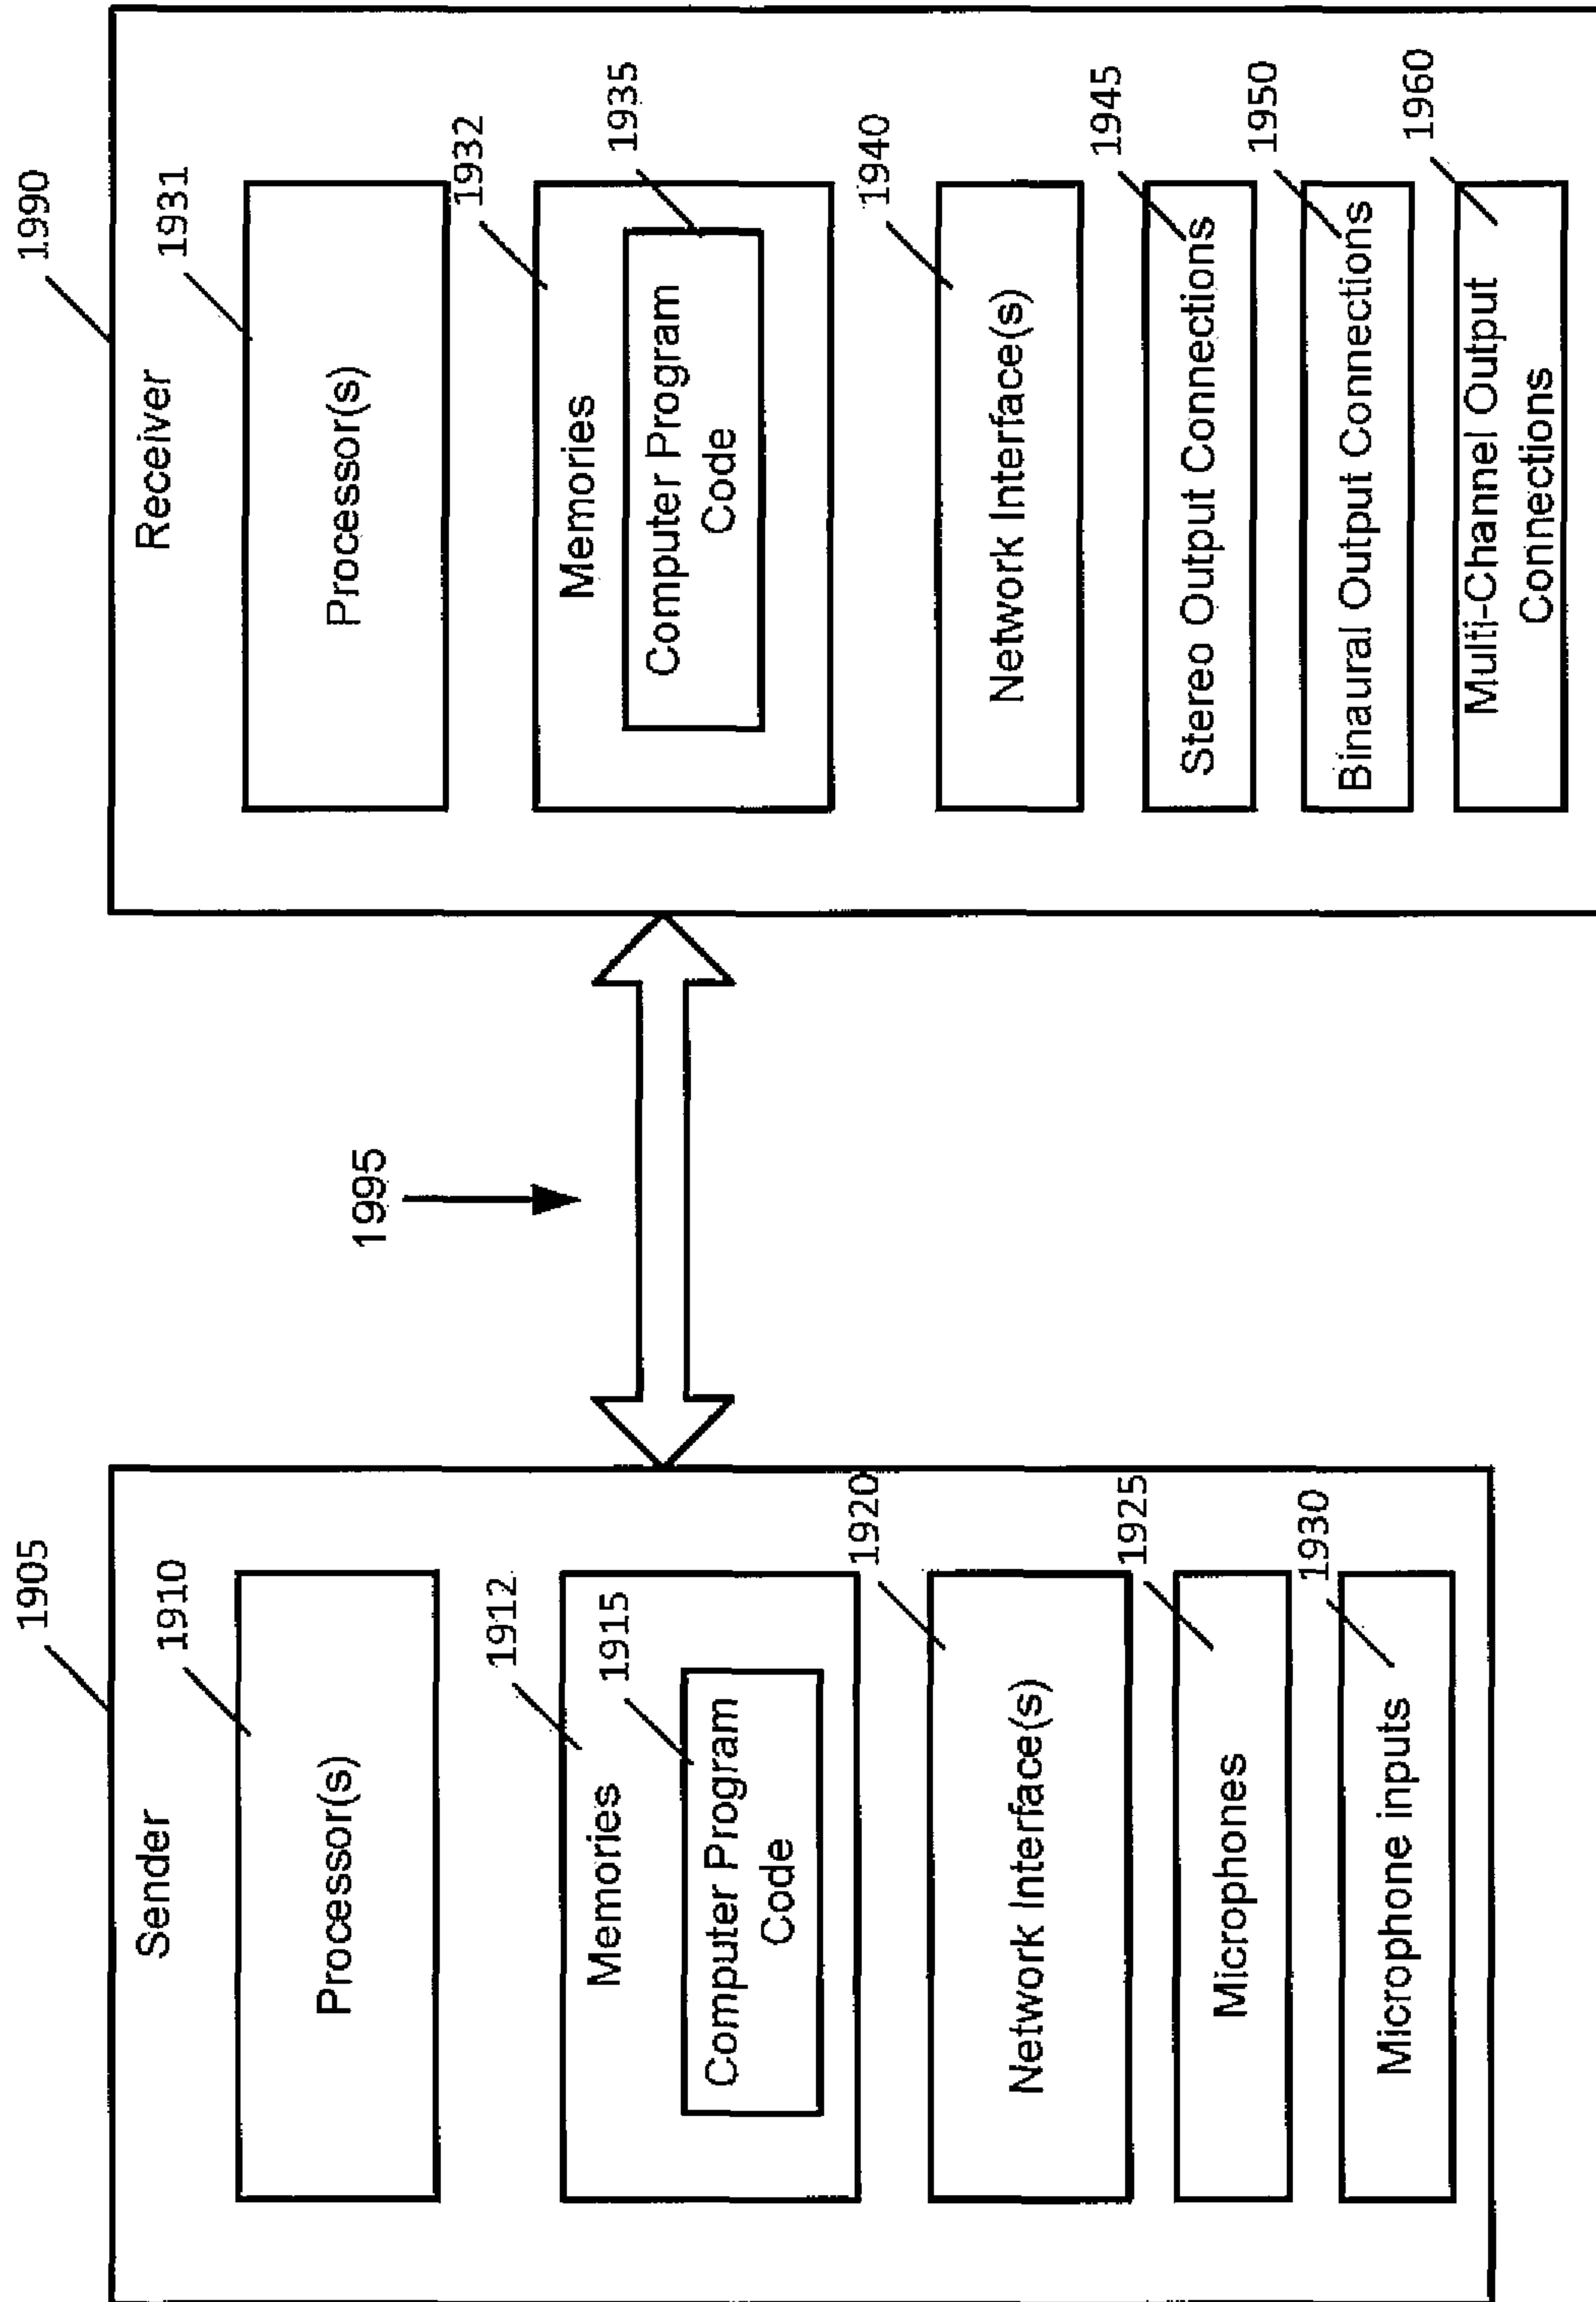 1905
Sender
1910
Processor(s)
1912
Memories
1915
Computer Program
Code
1920
Network Interface(s)
1925
Microphones
1930
Microphone inputs
1995
1990
Receiver
1931
Processor(s)
1932
Memories
1935
Computer Program
Code
1940
Network Interface(s)
1945
Stereo Output Connections
1950
Binaural Output Connections
1960
Multi-Channel Output
Connections